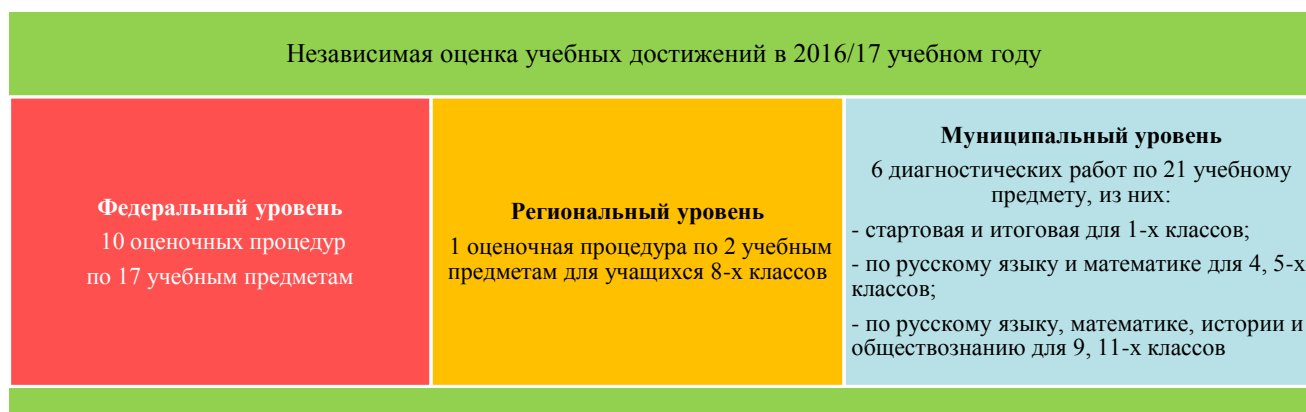 Независимая оценка учебных достижений в 2016/17 учебном году
Федеральный уровень
10 оценочных процедур
по 17 учебным предметам
Региональный уровень
1 оценочная процедура по 2 учебным
предметам для учащихся 8-х классов
Муниципальный уровень
6 диагностических работ по 21 учебному
предмету, из них:
- стартовая и итоговая для 1-х классов;
- по русскому языку и математике для 4, 5-х
классов;
- по русскому языку, математике, истории и
обществознанию для 9, 11-х классов